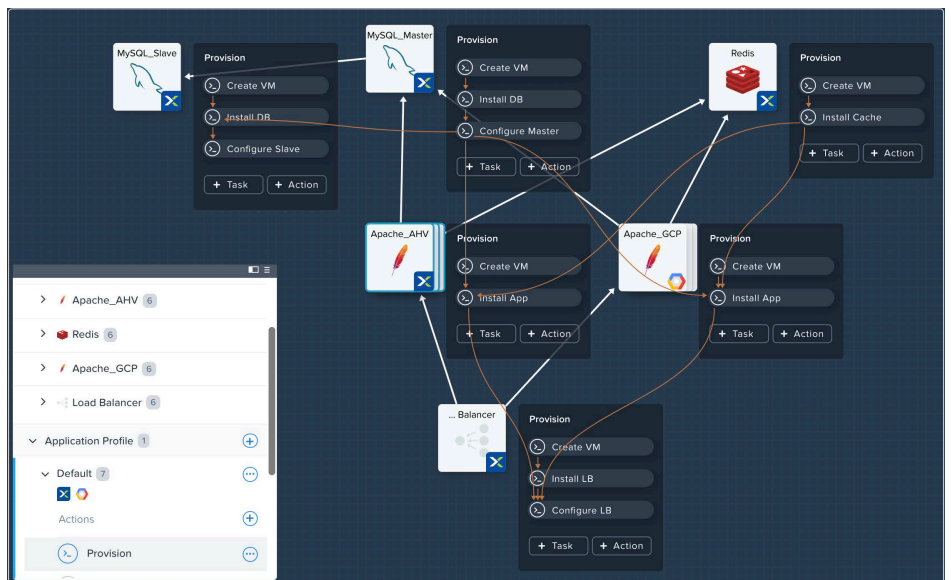 MySQL_Slave
Provision
Create VM
Install DB
Configure Slave
+ Task
+ Action
MySQL_Master
Provision
Create VM
Install DB
Configure Master
+ Task
+ Action
Redis
Provision
Create VM
Install Cache
+ Task
+ Action
Apache_AHV
Provision
Create VM
Install App
+ Task
+ Action
Apache_GCP
Provision
Create VM
Install App
+ Task
+ Action
... Balancer
Provision
Create VM
Install LB
Configure LB
+ Task
+ Action
Apache_AHV 6
Redis 6
Apache_GCP 6
Load Balancer 6
Application Profile 1
Default 7
Actions
Provision